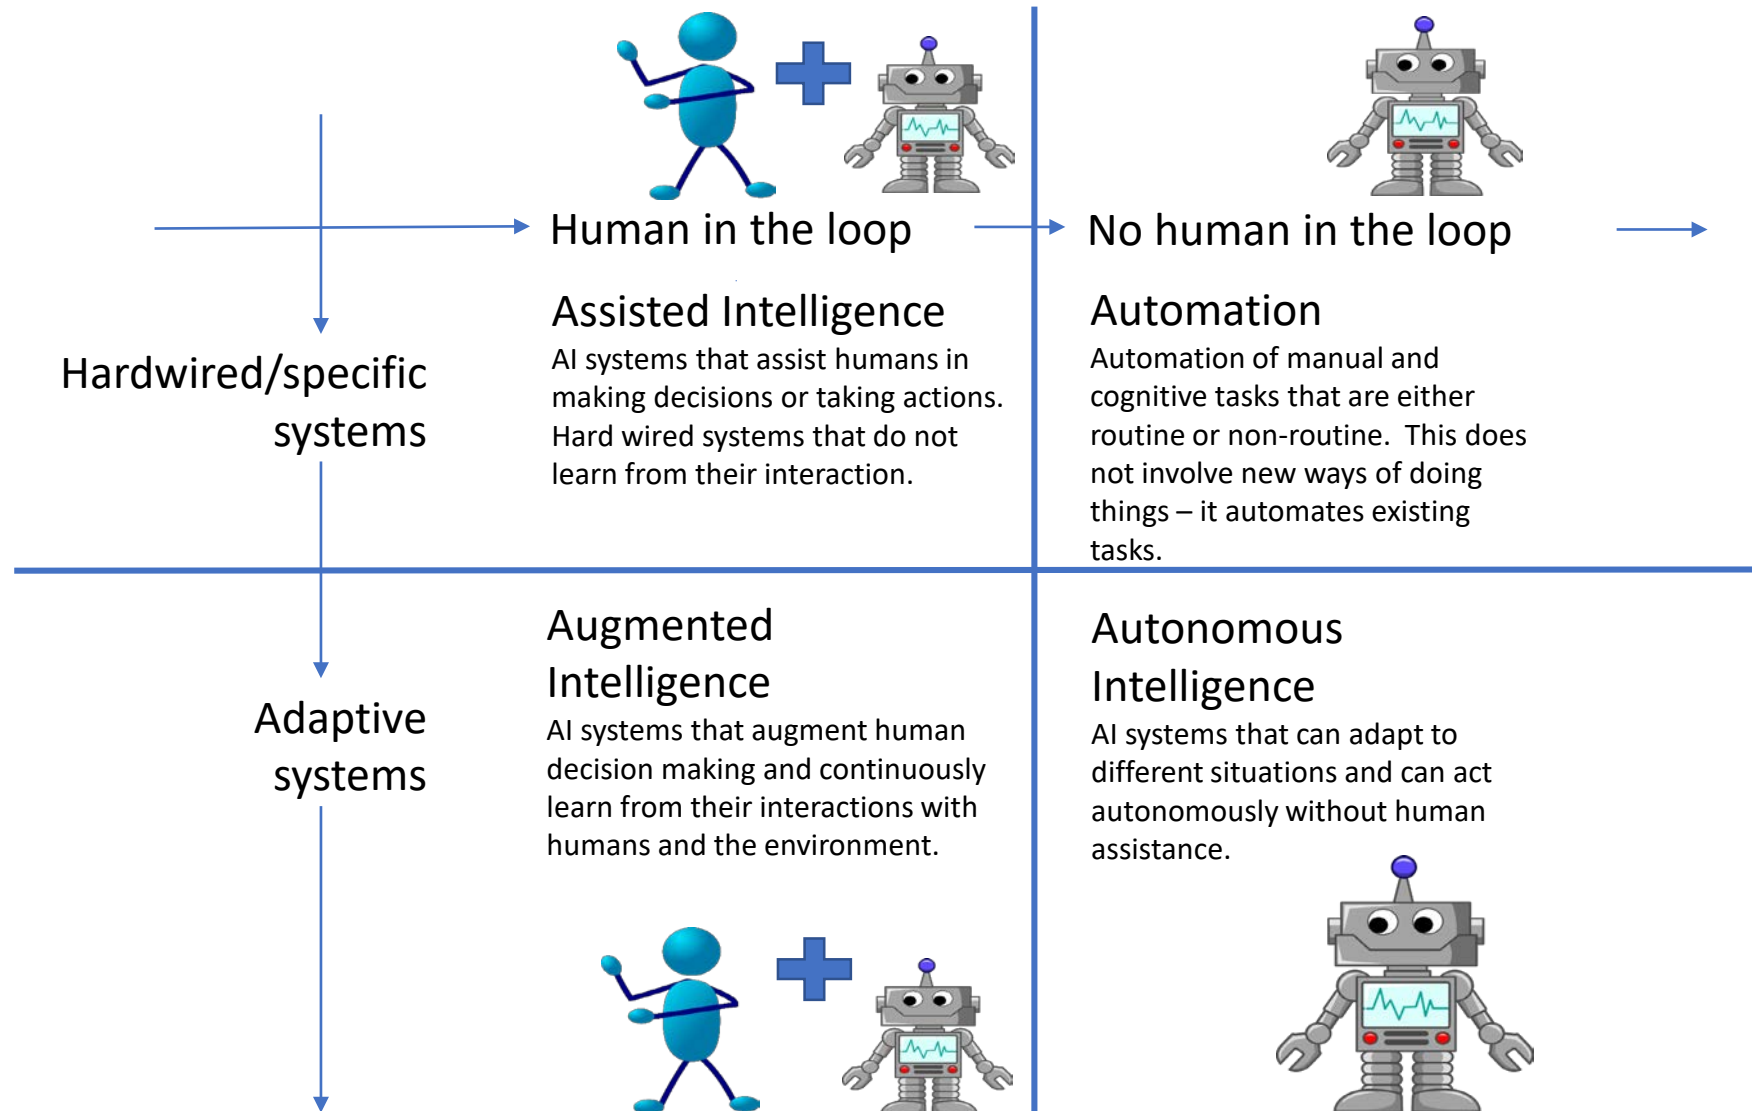 Human in the loop
No human in the loop
Hardwired/specific
systems
Assisted Intelligence
AI systems that assist humans in
making decisions or taking actions.
Hard wired systems that do not
learn from their interaction.
Automation
Automation of manual and
cognitive tasks that are either
routine or non-routine.  This does
not involve new ways of doing
things – it automates existing
tasks.
Adaptive
systems
Augmented
Intelligence
AI systems that augment human
decision making and continuously
learn from their interactions with
humans and the environment.
Autonomous
Intelligence
AI systems that can adapt to
different situations and can act
autonomously without human
assistance.